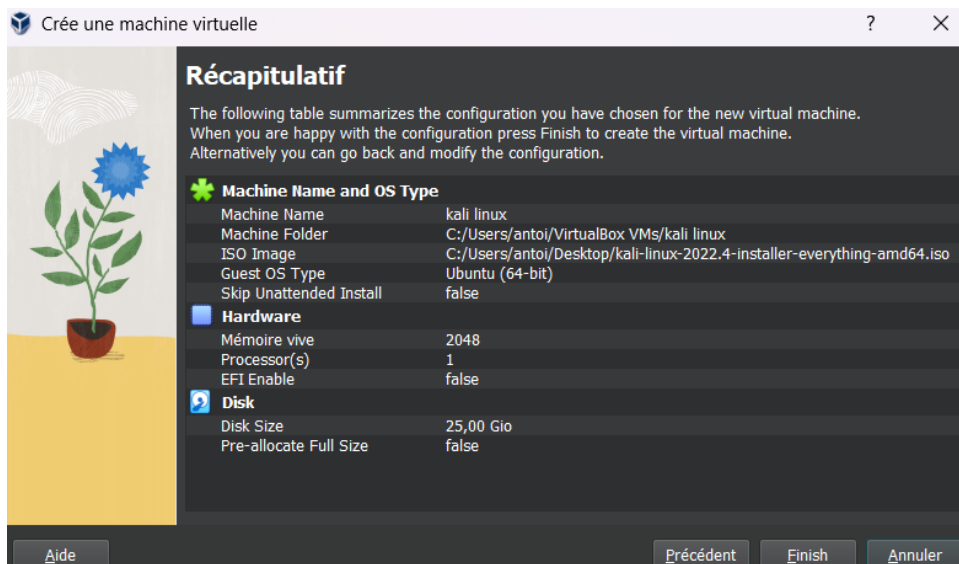 Crée une machine virtuelle
?
Récapitulatif
The following table summarizes the configuration you have chosen for the new virtual machine.
When you are happy with the configuration press Finish to create the virtual machine.
Alternatively you can go back and modify the configuration.
Machine Name and OS Type
Machine Name kali linux
Machine Folder C:/Users/antoi/VirtualBox VMs/kali linux
ISO Image C:/Users/antoi/Desktop/kali-linux-2022.4-installer-everything-amd64.iso
Guest OS Type Ubuntu (64-bit)
Skip Unattended Install false
Hardware
Mémoire vive 2048
Processor(s) 1
EFI Enable false
Disk
Disk Size 25,00 Gio
Pre-allocate Full Size false
Aide Précédent Finish Annuler